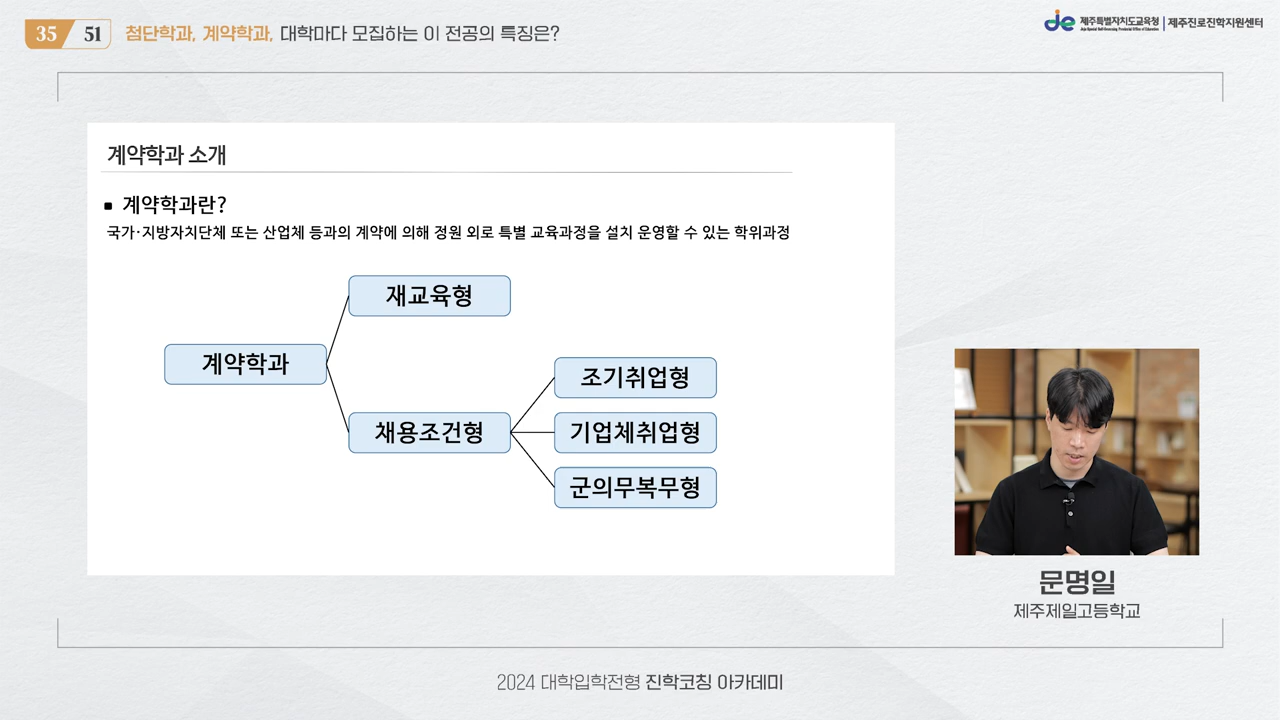 35 51 첨단학과, 계약학과, 대학마다 모집하는 이 전공의 특징은?
제주특별자치도교육청 제주진로진학지원센터
Jeju Special Self-Governing Provincial Office of Education
계약학과 소개
계약학과란?
국가·지방자치단체 또는 산업체 등과의 계약에 의해 정원 외로 특별 교육과정을 설치 운영할 수 있는 학위과정
재교육형
계약학과
조기취업형
채용조건형
기업체취업형
군의무복무형
문명일
제주제일고등학교
2024 대학입학전형 진학코칭 아카데미